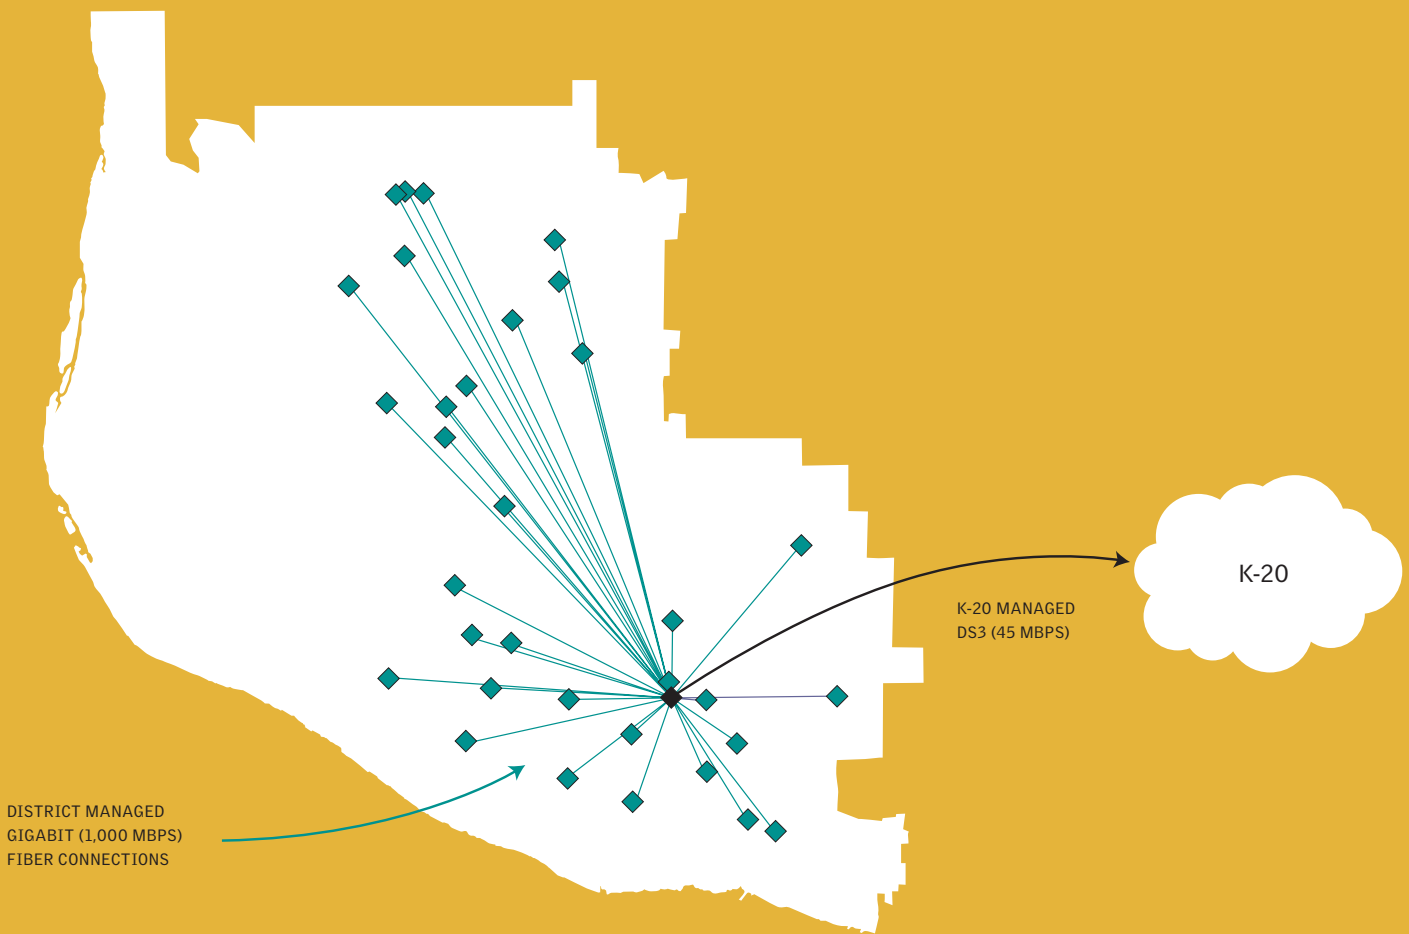 K-20
K-20 MANAGED
DS3 (45 MBPS)
DISTRICT MANAGED
GIGABIT (1,000 MBPS)
FIBER CONNECTIONS